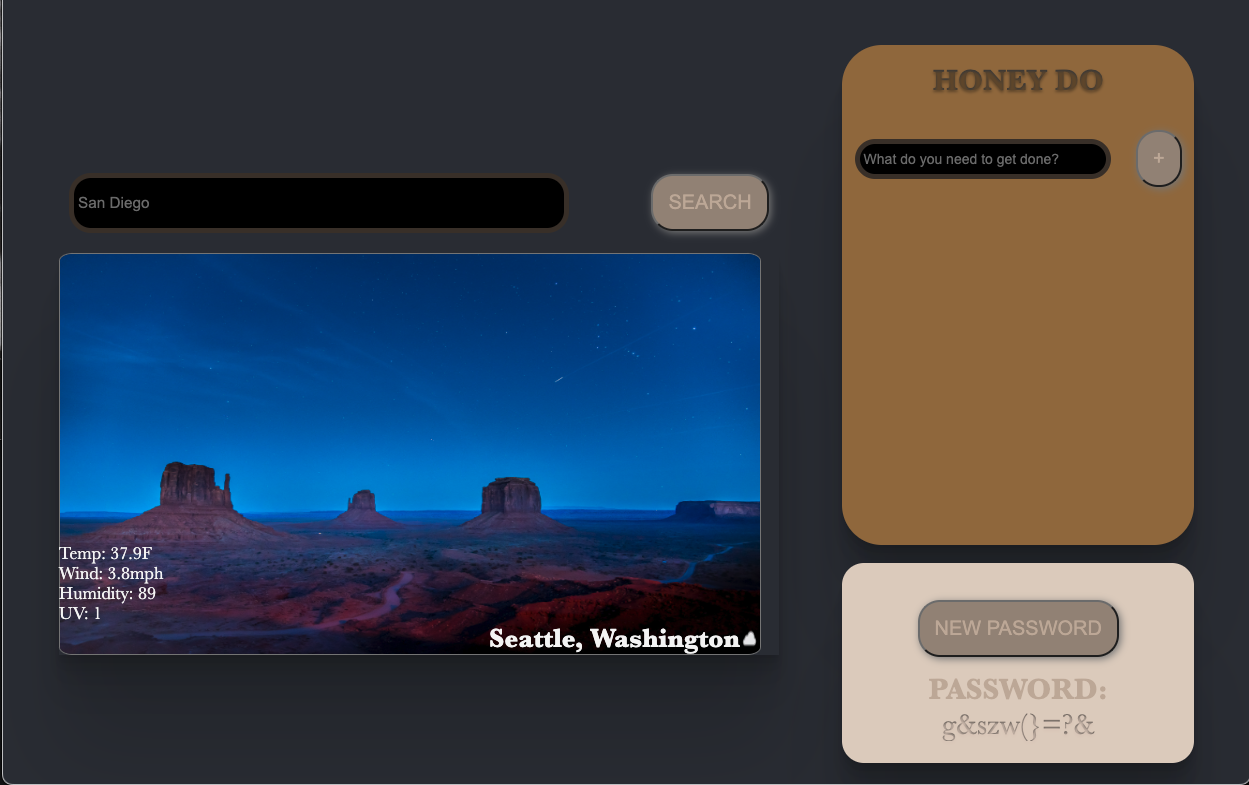 San Diego
SEARCH
Temp: 37.9F
Wind: 3.8mph
Humidity: 89
UV: 1
Seattle, Washington
HONEY DO
What do you need to get done?
+
NEW PASSWORD
PASSWORD:
g&szw(}=?&